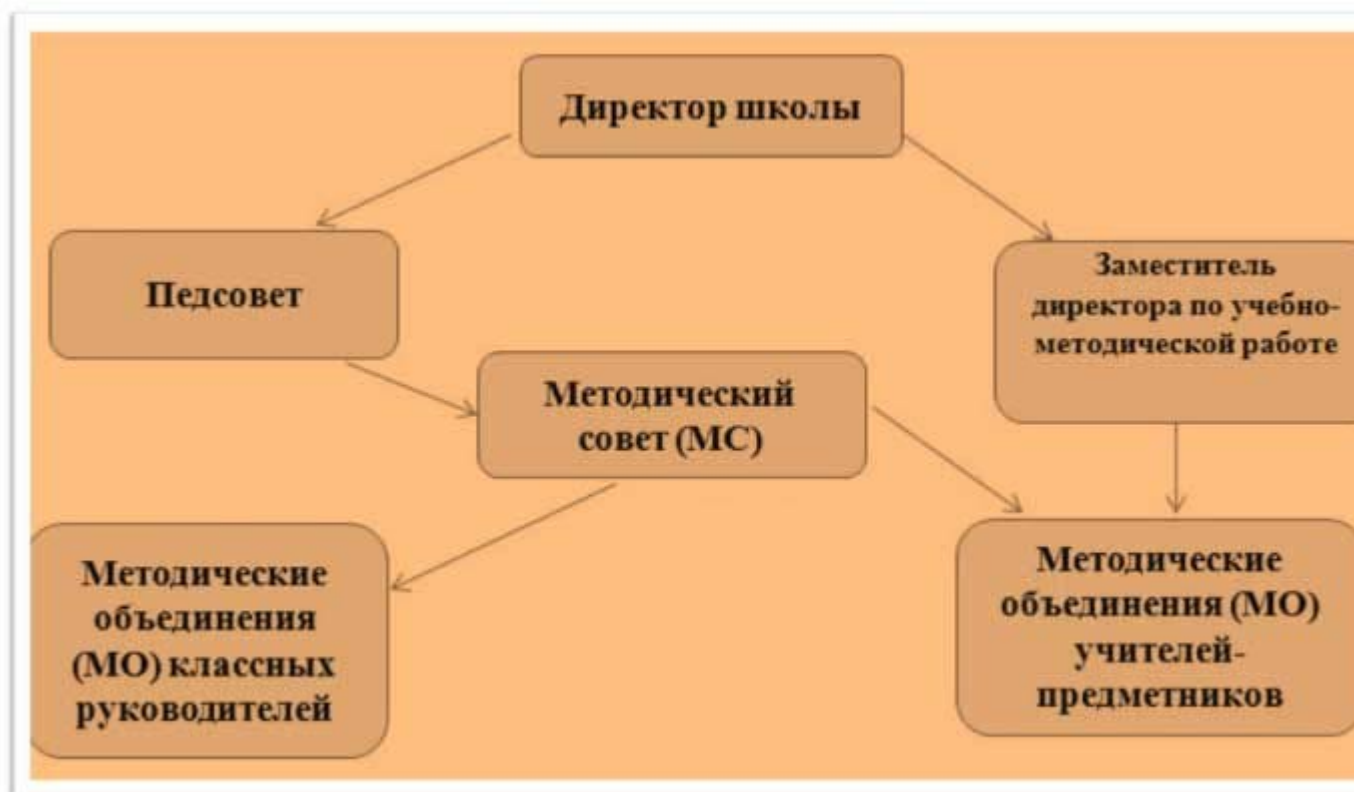 Директор школы
Педсовет
Заместитель
директора по учебно-
методической работе
Методический
совет (МС)
Методические
объединения
(МО) классных
руководителей
Методические
объединения (МО)
учителей-
предметников